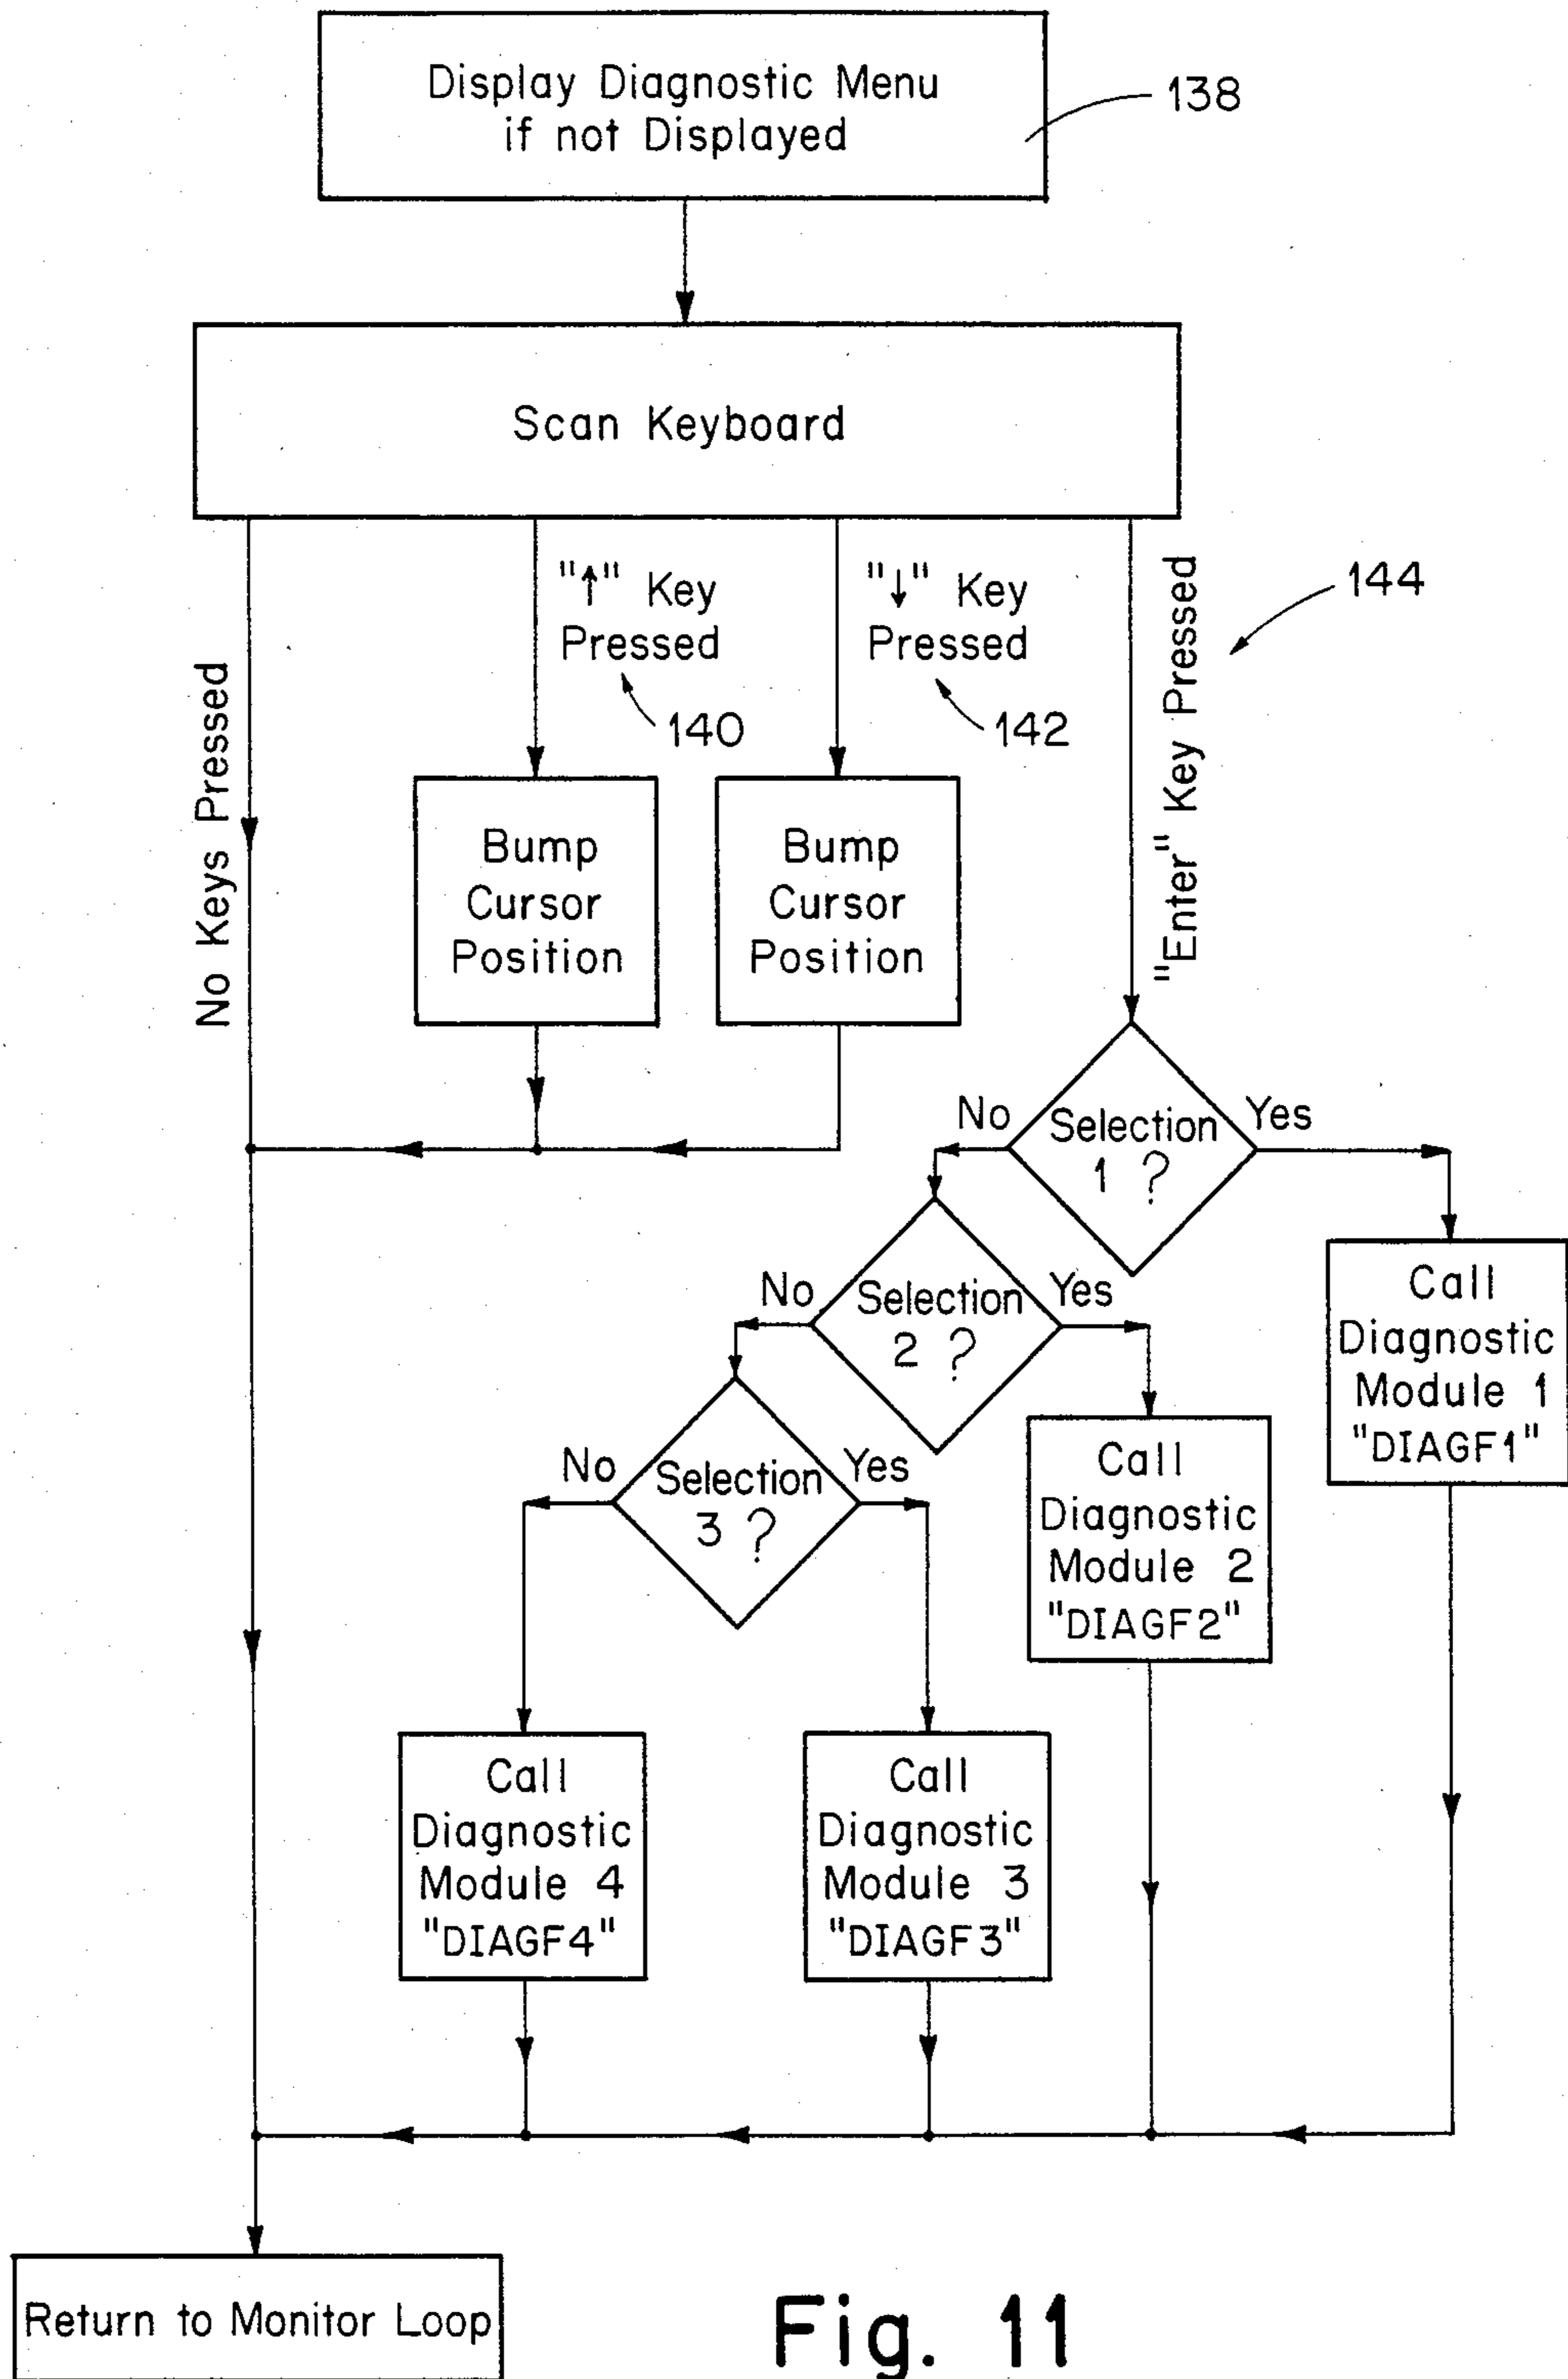 Display Diagnostic Menu
if not Displayed
138
Scan Keyboard
No Keys Pressed
"↑" Key
Pressed
140
"↓" Key
Pressed
142
"Enter" Key Pressed
144
Bump
Cursor
Position
Bump
Cursor
Position
No
Selection
1 ?
Yes
No
Selection
2 ?
Yes
No
Selection
3 ?
Yes
Call
Diagnostic
Module 1
"DIAGF1"
Call
Diagnostic
Module 2
"DIAGF2"
Call
Diagnostic
Module 4
"DIAGF4"
Call
Diagnostic
Module 3
"DIAGF3"
Return to Monitor Loop
Fig. 11